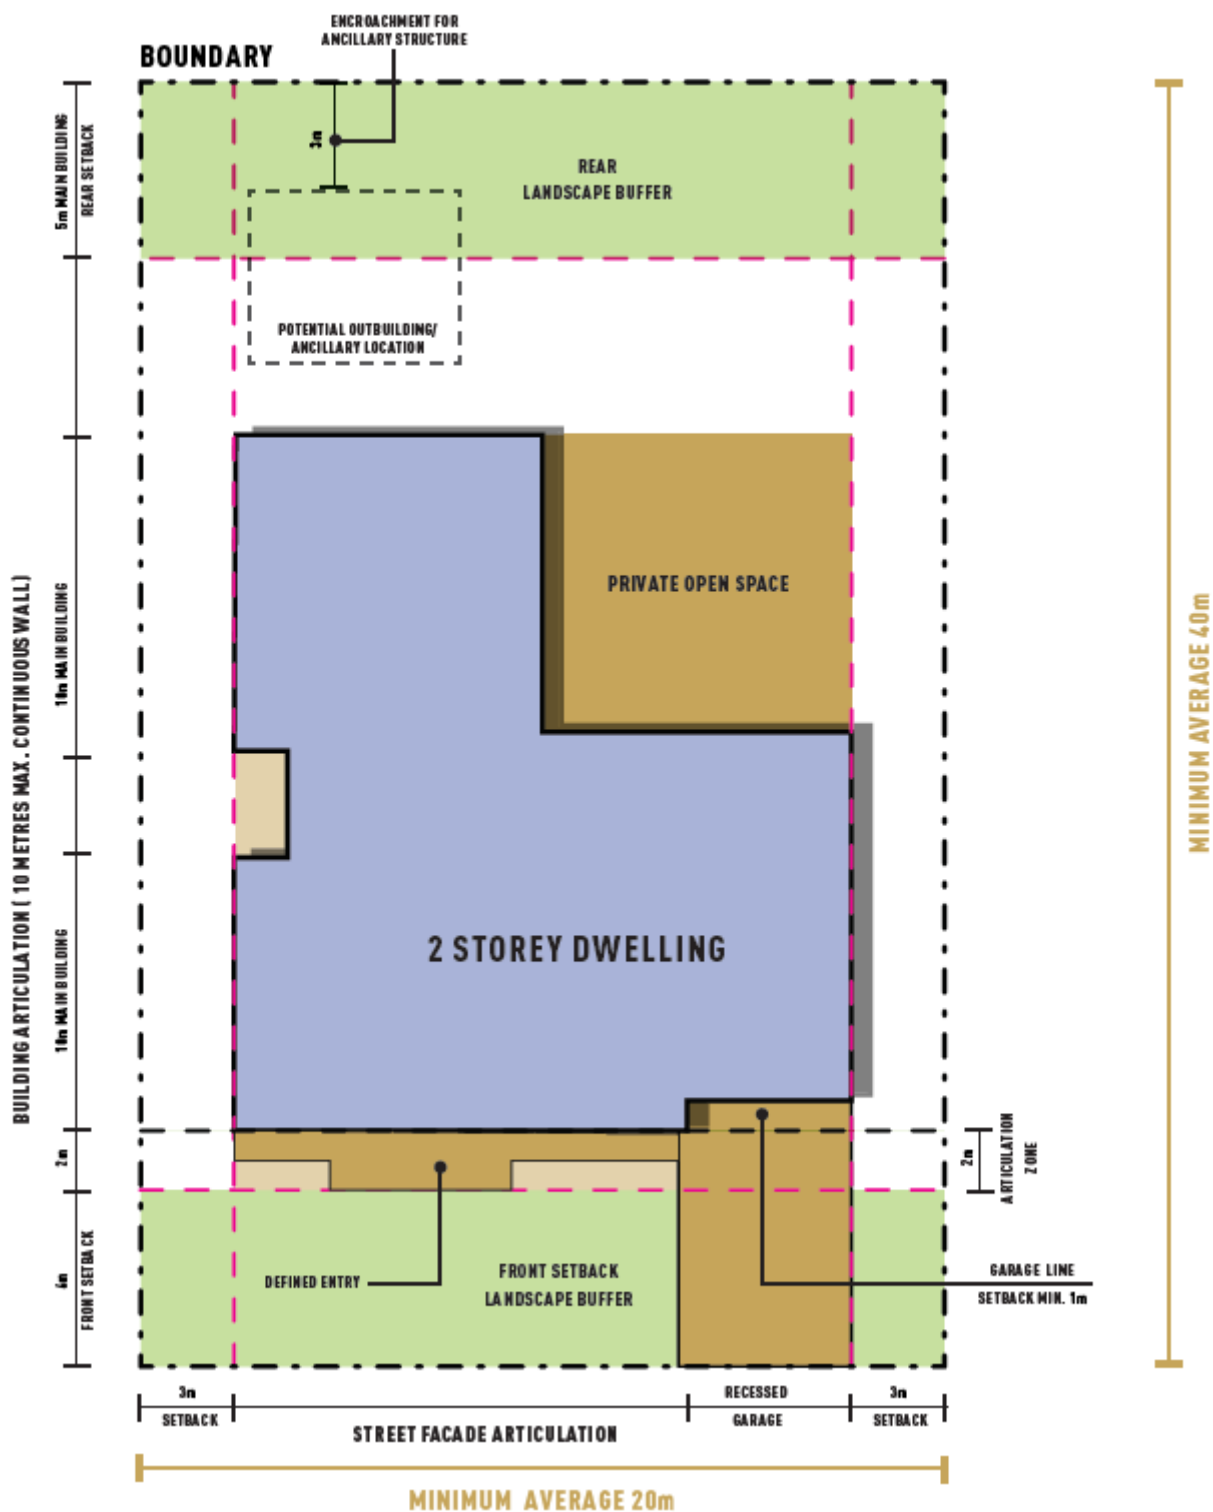 ENCROACHMENT FOR
ANCILLARY STRUCTURE
BOUNDARY
5m MAIN BUILDING
REAR SETBACK
3m
REAR
LANDSCAPE BUFFER
POTENTIAL OUTBUILDING/
ANCILLARY LOCATION
PRIVATE OPEN SPACE
BUILDING ARTICULATION ( 10 METRES MAX. CONTINUOUS WALL)
10m MAIN BUILDING
10m MAIN BUILDING
2 STOREY DWELLING
MINIMUM AVERAGE 40m
2m
2m
ARTICULATION
ZONE
6m
FRONT SETBACK
DEFINED ENTRY
FRONT SETBACK
LANDSCAPE BUFFER
GARAGE LINE
SETBACK MIN. 1m
3m
SETBACK
STREET FACADE ARTICULATION
RECESSED
GARAGE
3m
SETBACK
MINIMUM AVERAGE 20m